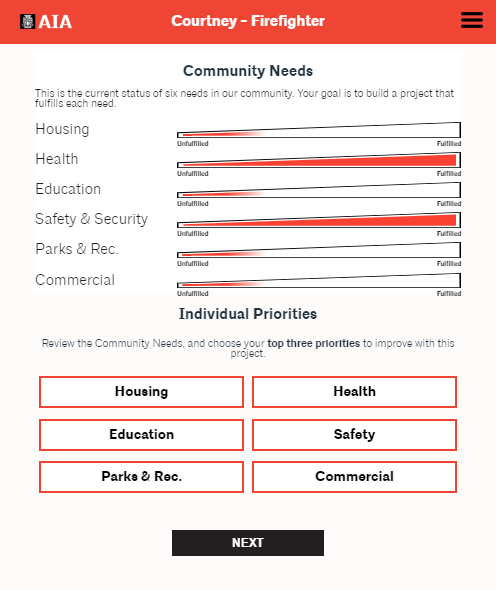 AIA
Courtney - Firefighter
Community Needs
This is the current status of six needs in our community. Your goal is to build a project that
fulfills each need.
Housing
Unfulfilled Fulfilled
Health
Unfulfilled Fulfilled
Education
Unfulfilled Fulfilled
Safety & Security
Unfulfilled Fulfilled
Parks & Rec.
Unfulfilled Fulfilled
Commercial
Unfulfilled Fulfilled
Individual Priorities
Review the Community Needs, and choose your top three priorities to improve with this
project.
Housing Health
Education Safety
Parks & Rec. Commercial
NEXT